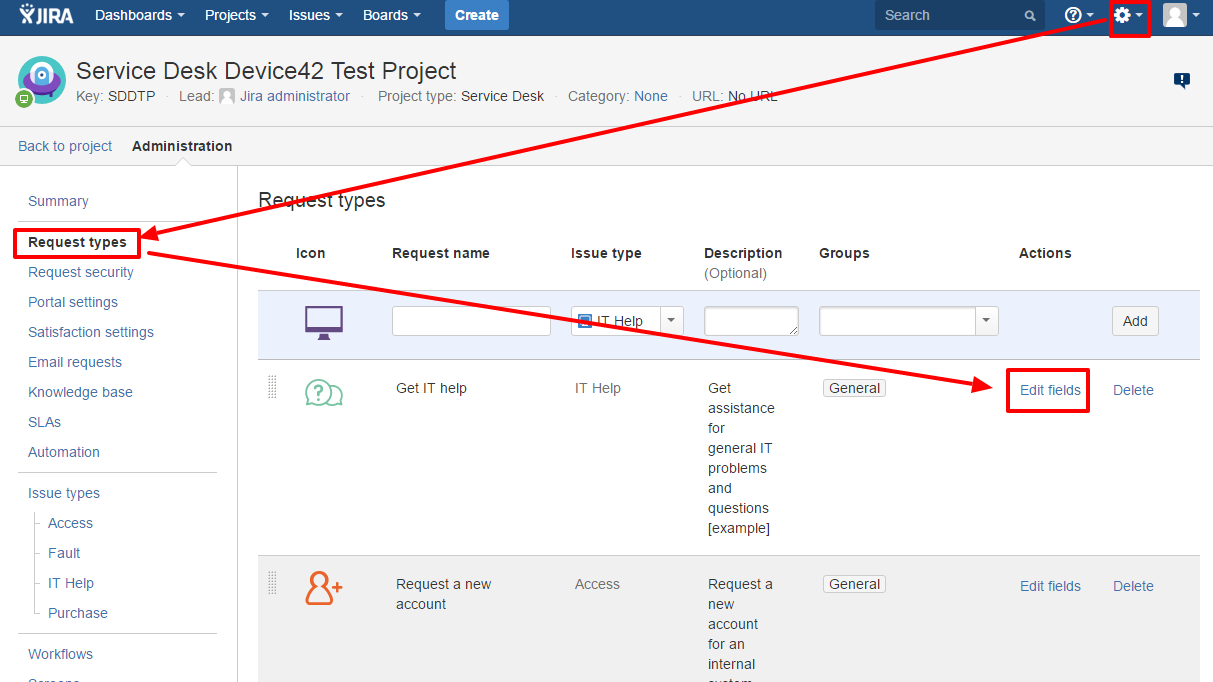 JIRA Dashboards Projects Issues Boards Create Search
Service Desk Device42 Test Project
Key: SDDTP · Lead: Jira administrator · Project type: Service Desk · Category: None · URL: No URL
Back to project Administration
Summary
Request types
Request security
Portal settings
Satisfaction settings
Email requests
Knowledge base
SLAs
Automation
Issue types
Access
Fault
IT Help
Purchase
Workflows
Screens
Request types
Icon Request name Issue type Description Groups Actions
(Optional)
IT Help Add
Get IT help IT Help Get General Edit fields Delete
assistance
for
general IT
problems
and
questions
[example]
Request a new Access Request a General Edit fields Delete
account new
account
for an
internal
system